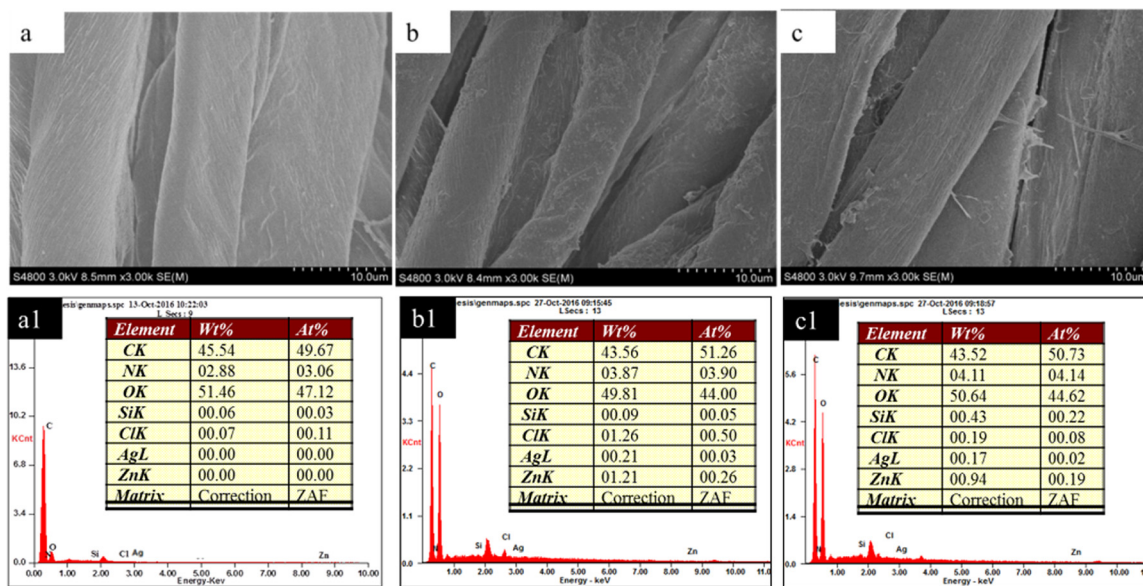 a
b
c
S4800 3.0kV 8.5mm x3.00k SE(M)
10.0um
S4800 3.0kV 8.4mm x3.00k SE(M)
10.0um
S4800 3.0kV 9.7mm x3.00k SE(M)
10.0um
a1
esis\genmaps.spc 13-Oct-2016 10:22:03
L Secs : 9
Element Wt% At%
CK 45.54 49.67
NK 02.88 03.06
OK 51.46 47.12
SiK 00.06 00.03
ClK 00.07 00.11
AgL 00.00 00.00
ZnK 00.00 00.00
Matrix Correction ZAF
13.6
10.2
KCnt
6.8
3.4
0.0
C
N
O
Si
Cl
Ag
Zn
0.00 1.00 2.00 3.00 4.00 5.00 6.00 7.00 8.00 9.00 10.00
Energy-Kev
b1
esis\genmaps.spc 27-Oct-2016 09:15:45
LSecs : 13
Element Wt% At%
CK 43.56 51.26
NK 03.87 03.90
OK 49.81 44.00
SiK 00.09 00.05
ClK 01.26 00.50
AgL 00.21 00.03
ZnK 01.21 00.26
Matrix Correction ZAF
4.4
3.3
KCnt
2.2
1.1
0.0
C
O
N
Si
Cl
Ag
Zn
1.00 2.00 3.00 4.00 5.00 6.00 7.00 8.00 9.00 10.00 11.0
Energy - keV
c1
esis\genmaps.spc 27-Oct-2016 09:18:57
LSecs : 13
Element Wt% At%
CK 43.52 50.73
NK 04.11 04.14
OK 50.64 44.62
SiK 00.43 00.22
ClK 00.19 00.08
AgL 00.17 00.02
ZnK 00.94 00.19
Matrix Correction ZAF
5.6
4.2
KCnt
2.8
1.4
0.0
C
O
N
Si
Cl
Ag
Zn
1.00 2.00 3.00 4.00 5.00 6.00 7.00 8.00 9.00 10.00 11.0
Energy - keV